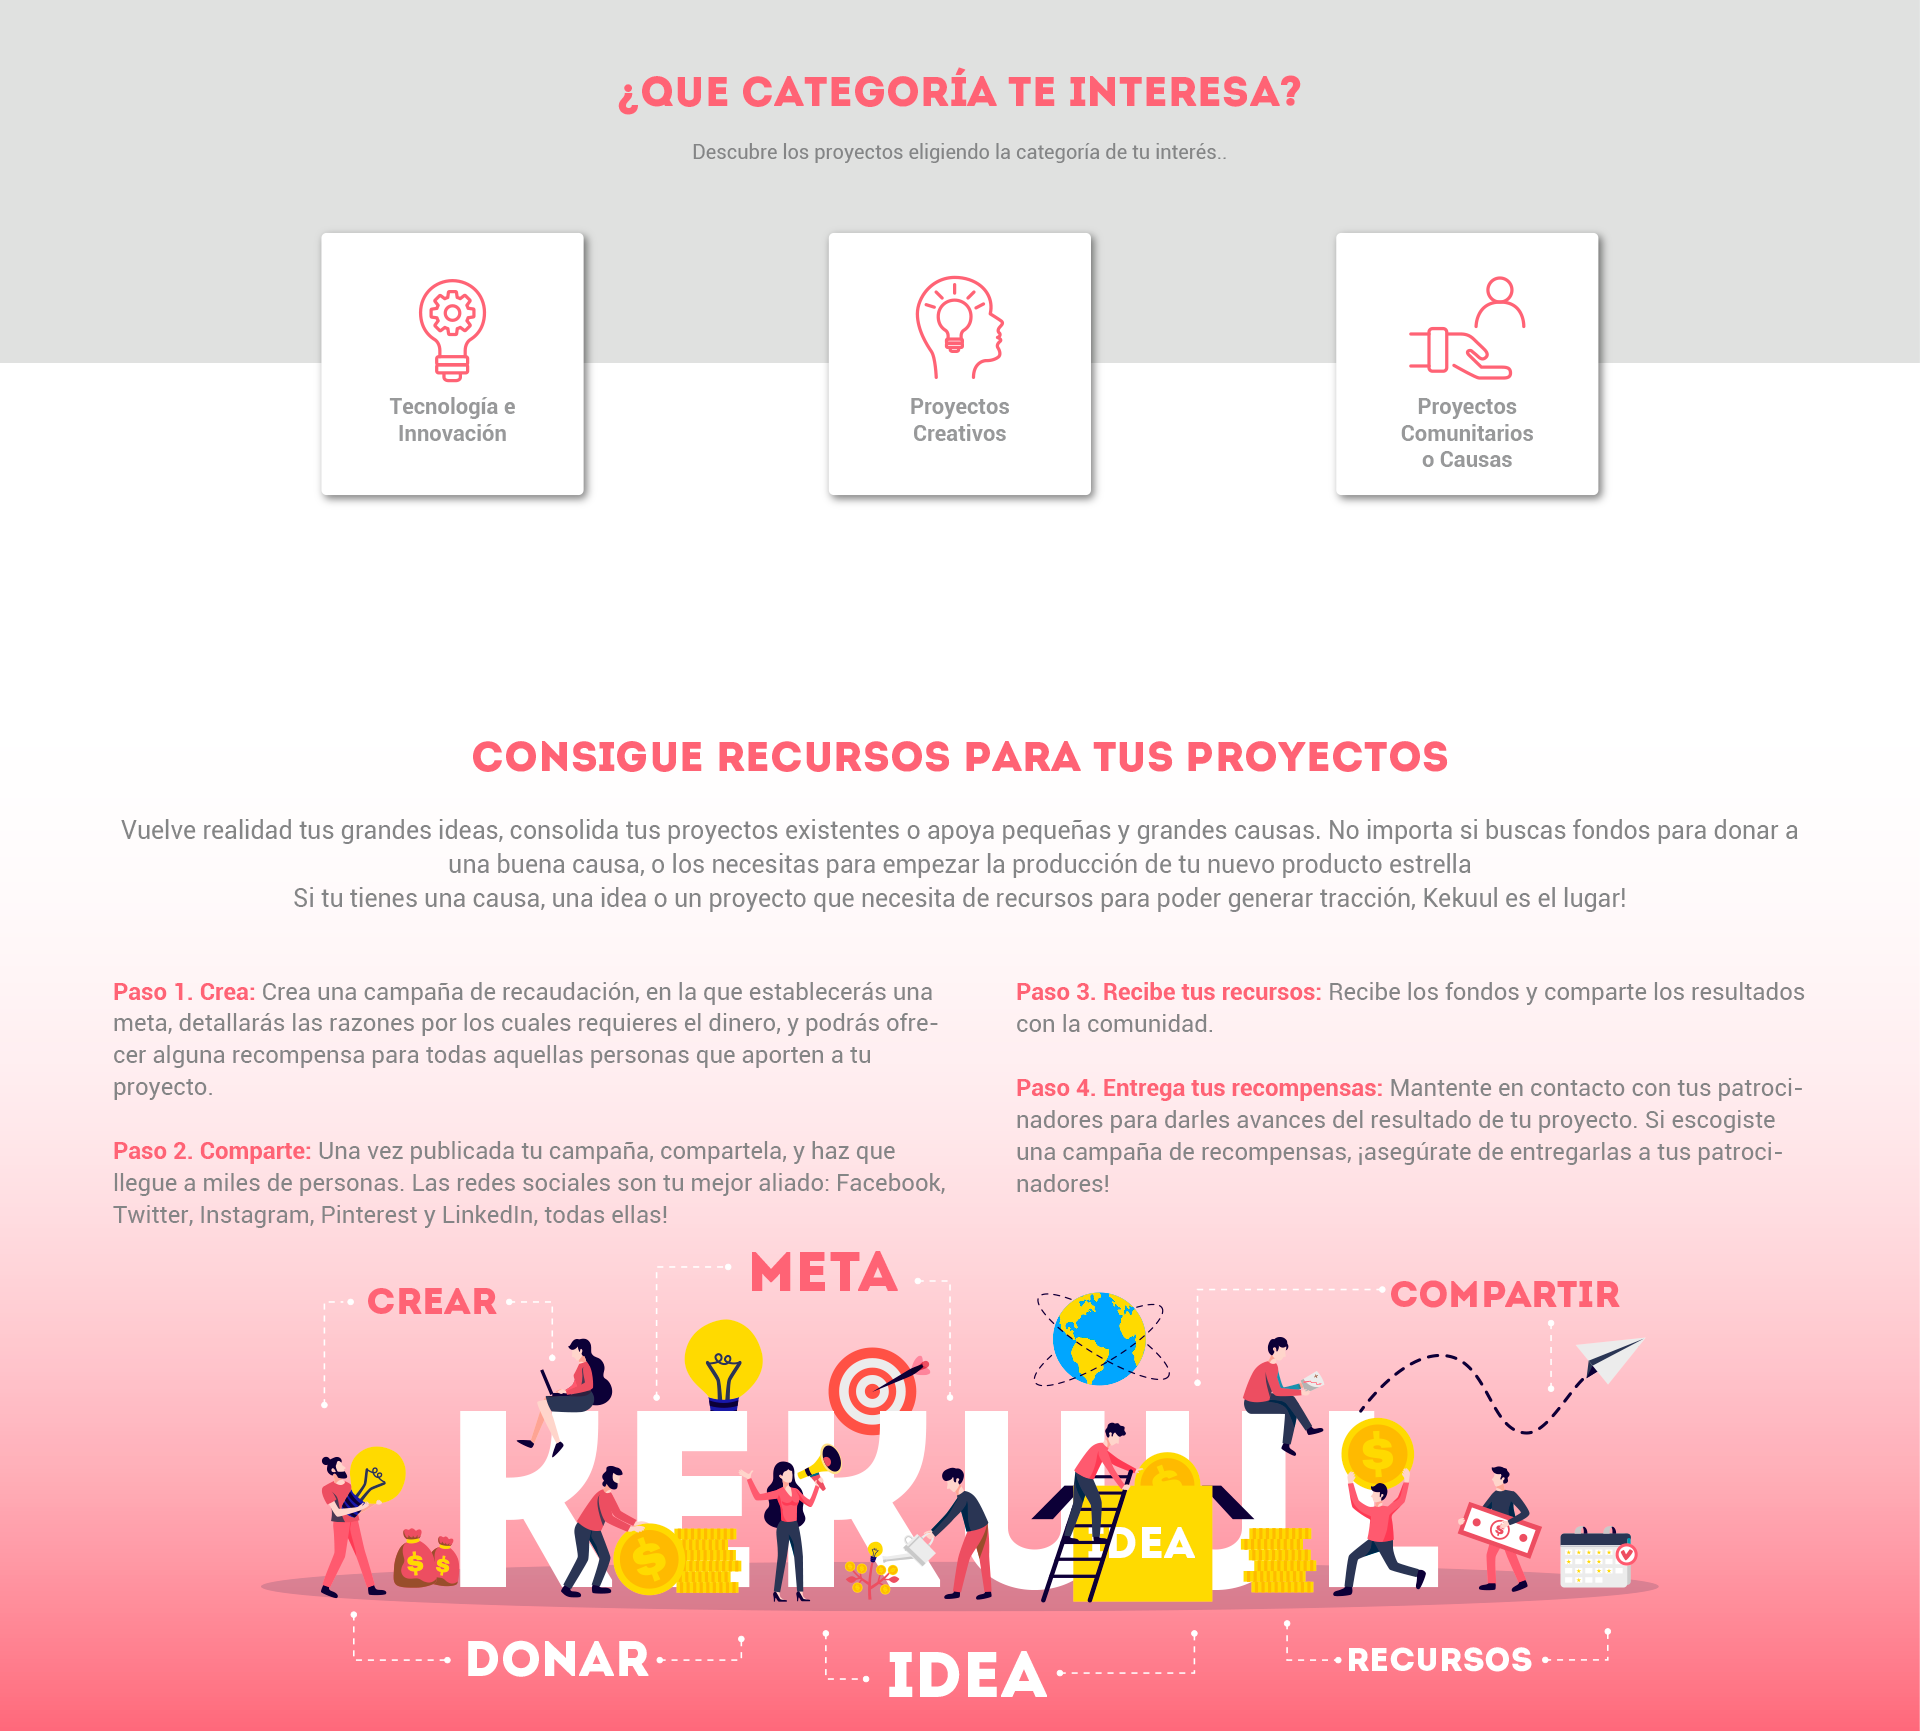 ¿QUE CATEGORÍA TE INTERESA?
Descubre los proyectos eligiendo la categoría de tu interés..
Tecnología e
Innovación
Proyectos
Creativos
Proyectos
Comunitarios
o Causas
CONSIGUE RECURSOS PARA TUS PROYECTOS
Vuelve realidad tus grandes ideas, consolida tus proyectos existentes o apoya pequeñas y grandes causas. No importa si buscas fondos para donar a
una buena causa, o los necesitas para empezar la producción de tu nuevo producto estrella
Si tu tienes una causa, una idea o un proyecto que necesita de recursos para poder generar tracción, Kekuul es el lugar!
Paso 1. Crea: Crea una campaña de recaudación, en la que establecerás una
meta, detallarás las razones por los cuales requieres el dinero, y podrás ofre-
cer alguna recompensa para todas aquellas personas que aporten a tu
proyecto.
Paso 2. Comparte: Una vez publicada tu campaña, compartela, y haz que
llegue a miles de personas. Las redes sociales son tu mejor aliado: Facebook,
Twitter, Instagram, Pinterest y LinkedIn, todas ellas!
Paso 3. Recibe tus recursos: Recibe los fondos y comparte los resultados
con la comunidad.
Paso 4. Entrega tus recompensas: Mantente en contacto con tus patroci-
nadores para darles avances del resultado de tu proyecto. Si escogiste
una campaña de recompensas, ¡asegúrate de entregarlas a tus patroci-
nadores!
META
CREAR
COMPARTIR
KEKUUL
IDEA
DONAR
IDEA
RECURSOS